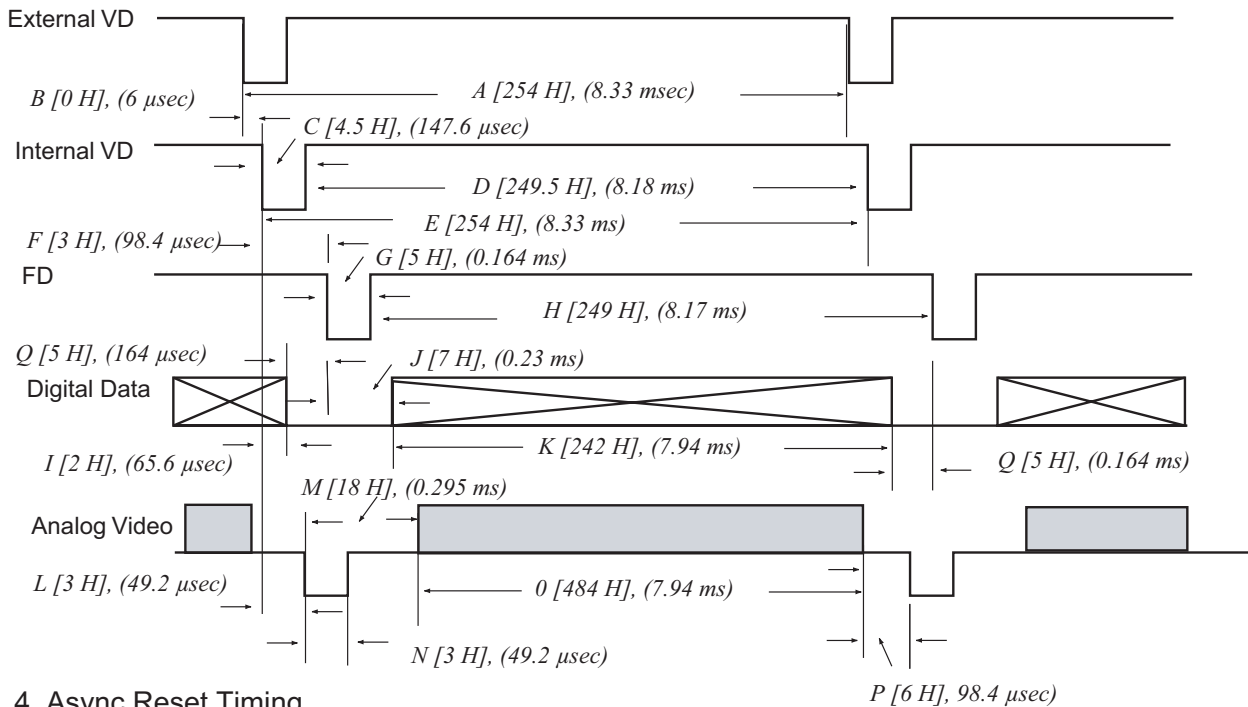 External VD
B [0 H], (6 µsec)
A [254 H], (8.33 msec)
C [4.5 H], (147.6 µsec)
Internal VD
D [249.5 H], (8.18 ms)
E [254 H], (8.33 ms)
F [3 H], (98.4 µsec)
G [5 H], (0.164 ms)
FD
H [249 H], (8.17 ms)
Q [5 H], (164 µsec)
J [7 H], (0.23 ms)
Digital Data
K [242 H], (7.94 ms)
I [2 H], (65.6 µsec)
Q [5 H], (0.164 ms)
M [18 H], (0.295 ms)
Analog Video
L [3 H], (49.2 µsec)
0 [484 H], (7.94 ms)
N [3 H], (49.2 µsec)
P [6 H], 98.4 µsec)
4. Async Reset Timing